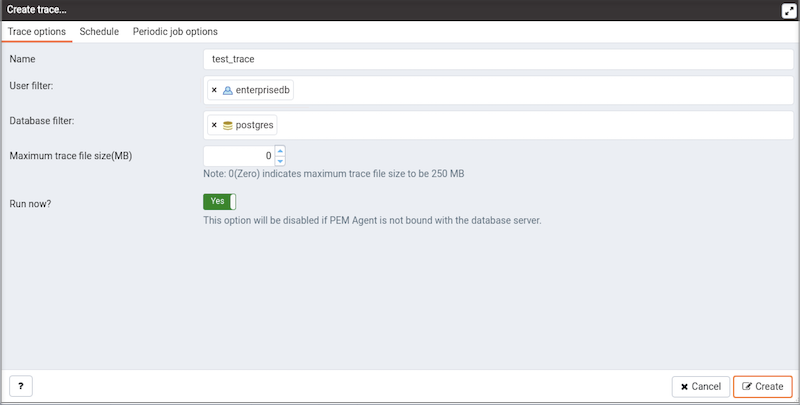 Create trace...
Trace options Schedule Periodic job options
Name test_trace
User filter: × enterprisedb
Database filter: × postgres
Maximum trace file size(MB) 0
Note: 0(Zero) indicates maximum trace file size to be 250 MB
Run now? Yes
This option will be disabled if PEM Agent is not bound with the database server.
? × Cancel Create